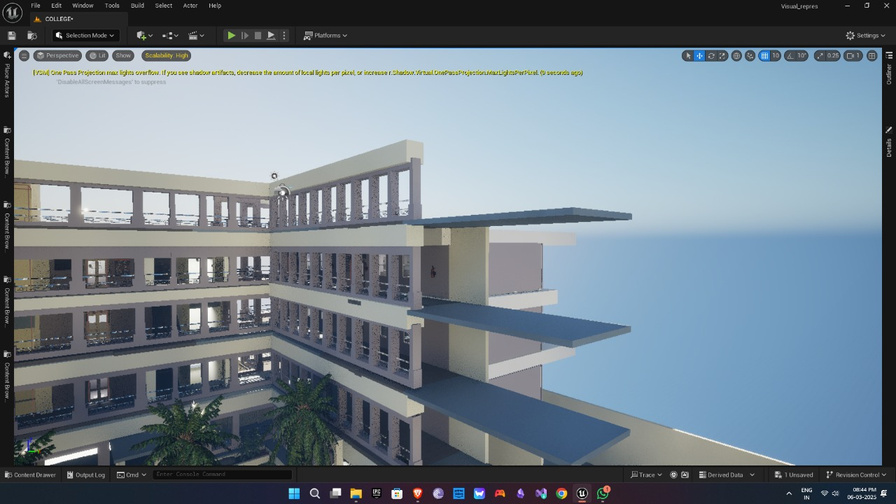 File Edit Window Tools Build Select Actor Help
Visual_repres
COLLEGE*
Selection Mode
Platforms
Settings
Perspective Lit Show Scalability: High
10 10° 0.25 1
[VSM] One Pass Projection max lights overflow. If you use shadow artifacts, decrease the amount of local lights per pixel, or increase r.Shadow.Virtual.OnePassProjection.MaxLightsPerPixel. (0 seconds ago)
'DisableAllScreenMessages' to suppress
Place Actors
Content Brow...
Content Brow...
Content Brow...
Content Brow...
Outliner
Details
Content Drawer Output Log Cmd Enter Console Command
Trace Derived Data 1 Unsaved Revision Control
ENG
IN
08:44 PM
06-03-2025